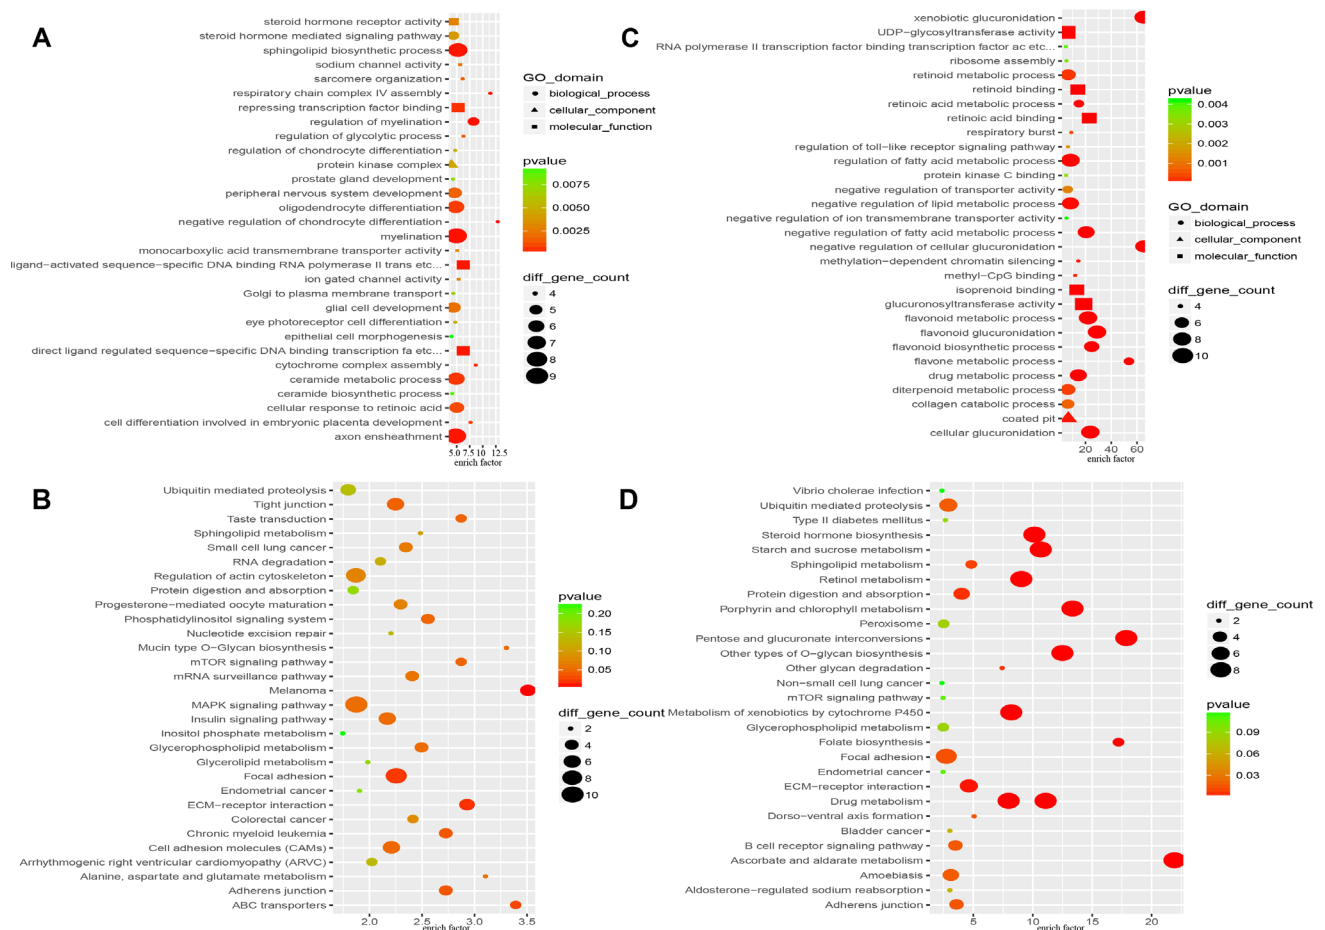 A
steroid hormone receptor activity
steroid hormone mediated signaling pathway
sphingolipid biosynthetic process
sodium channel activity
sarcomere organization
respiratory chain complex IV assembly
repressing transcription factor binding
regulation of myelination
regulation of glycolytic process
regulation of chondrocyte differentiation
protein kinase complex
prostate gland development
peripheral nervous system development
oligodendrocyte differentiation
negative regulation of chondrocyte differentiation
myelination
monocarboxylic acid transmembrane transporter activity
ligand−activated sequence−specific DNA binding RNA polymerase II trans etc...
ion gated channel activity
Golgi to plasma membrane transport
glial cell development
eye photoreceptor cell differentiation
epithelial cell morphogenesis
direct ligand regulated sequence−specific DNA binding transcription fa etc...
cytochrome complex assembly
ceramide metabolic process
ceramide biosynthetic process
cellular response to retinoic acid
cell differentiation involved in embryonic placenta development
axon ensheathment
5.0 7.5 10 12.5
enrich factor
GO_domain
biological_process
cellular_component
molecular_function
pvalue
0.0075
0.0050
0.0025
diff_gene_count
4
5
6
7
8
9
C
xenobiotic glucuronidation
UDP−glycosyltransferase activity
RNA polymerase II transcription factor binding transcription factor ac etc...
ribosome assembly
retinoid metabolic process
retinoid binding
retinoic acid metabolic process
retinoic acid binding
respiratory burst
regulation of toll−like receptor signaling pathway
regulation of fatty acid metabolic process
protein kinase C binding
negative regulation of transporter activity
negative regulation of lipid metabolic process
negative regulation of ion transmembrane transporter activity
negative regulation of fatty acid metabolic process
negative regulation of cellular glucuronidation
methylation−dependent chromatin silencing
methyl−CpG binding
isoprenoid binding
glucuronosyltransferase activity
flavonoid metabolic process
flavonoid glucuronidation
flavonoid biosynthetic process
flavone metabolic process
drug metabolic process
diterpenoid metabolic process
collagen catabolic process
coated pit
cellular glucuronidation
20 40 60
enrich factor
pvalue
0.004
0.003
0.002
0.001
GO_domain
biological_process
cellular_component
molecular_function
diff_gene_count
4
6
8
10
B
Ubiquitin mediated proteolysis
Tight junction
Taste transduction
Sphingolipid metabolism
Small cell lung cancer
RNA degradation
Regulation of actin cytoskeleton
Protein digestion and absorption
Progesterone−mediated oocyte maturation
Phosphatidylinositol signaling system
Nucleotide excision repair
Mucin type O−Glycan biosynthesis
mTOR signaling pathway
mRNA surveillance pathway
Melanoma
MAPK signaling pathway
Insulin signaling pathway
Inositol phosphate metabolism
Glycerophospholipid metabolism
Glycerolipid metabolism
Focal adhesion
Endometrial cancer
ECM−receptor interaction
Colorectal cancer
Chronic myeloid leukemia
Cell adhesion molecules (CAMs)
Arrhythmogenic right ventricular cardiomyopathy (ARVC)
Alanine, aspartate and glutamate metabolism
Adherens junction
ABC transporters
2.0 2.5 3.0 3.5
enrich factor
pvalue
0.20
0.15
0.10
0.05
diff_gene_count
2
4
6
8
10
D
Vibrio cholerae infection
Ubiquitin mediated proteolysis
Type II diabetes mellitus
Steroid hormone biosynthesis
Starch and sucrose metabolism
Sphingolipid metabolism
Retinol metabolism
Protein digestion and absorption
Porphyrin and chlorophyll metabolism
Peroxisome
Pentose and glucuronate interconversions
Other types of O−glycan biosynthesis
Other glycan degradation
Non−small cell lung cancer
mTOR signaling pathway
Metabolism of xenobiotics by cytochrome P450
Glycerophospholipid metabolism
Folate biosynthesis
Focal adhesion
Endometrial cancer
ECM−receptor interaction
Drug metabolism
Dorso−ventral axis formation
Bladder cancer
B cell receptor signaling pathway
Ascorbate and aldarate metabolism
Amoebiasis
Aldosterone−regulated sodium reabsorption
Adherens junction
5 10 15 20
enrich factor
diff_gene_count
2
4
6
8
pvalue
0.09
0.06
0.03